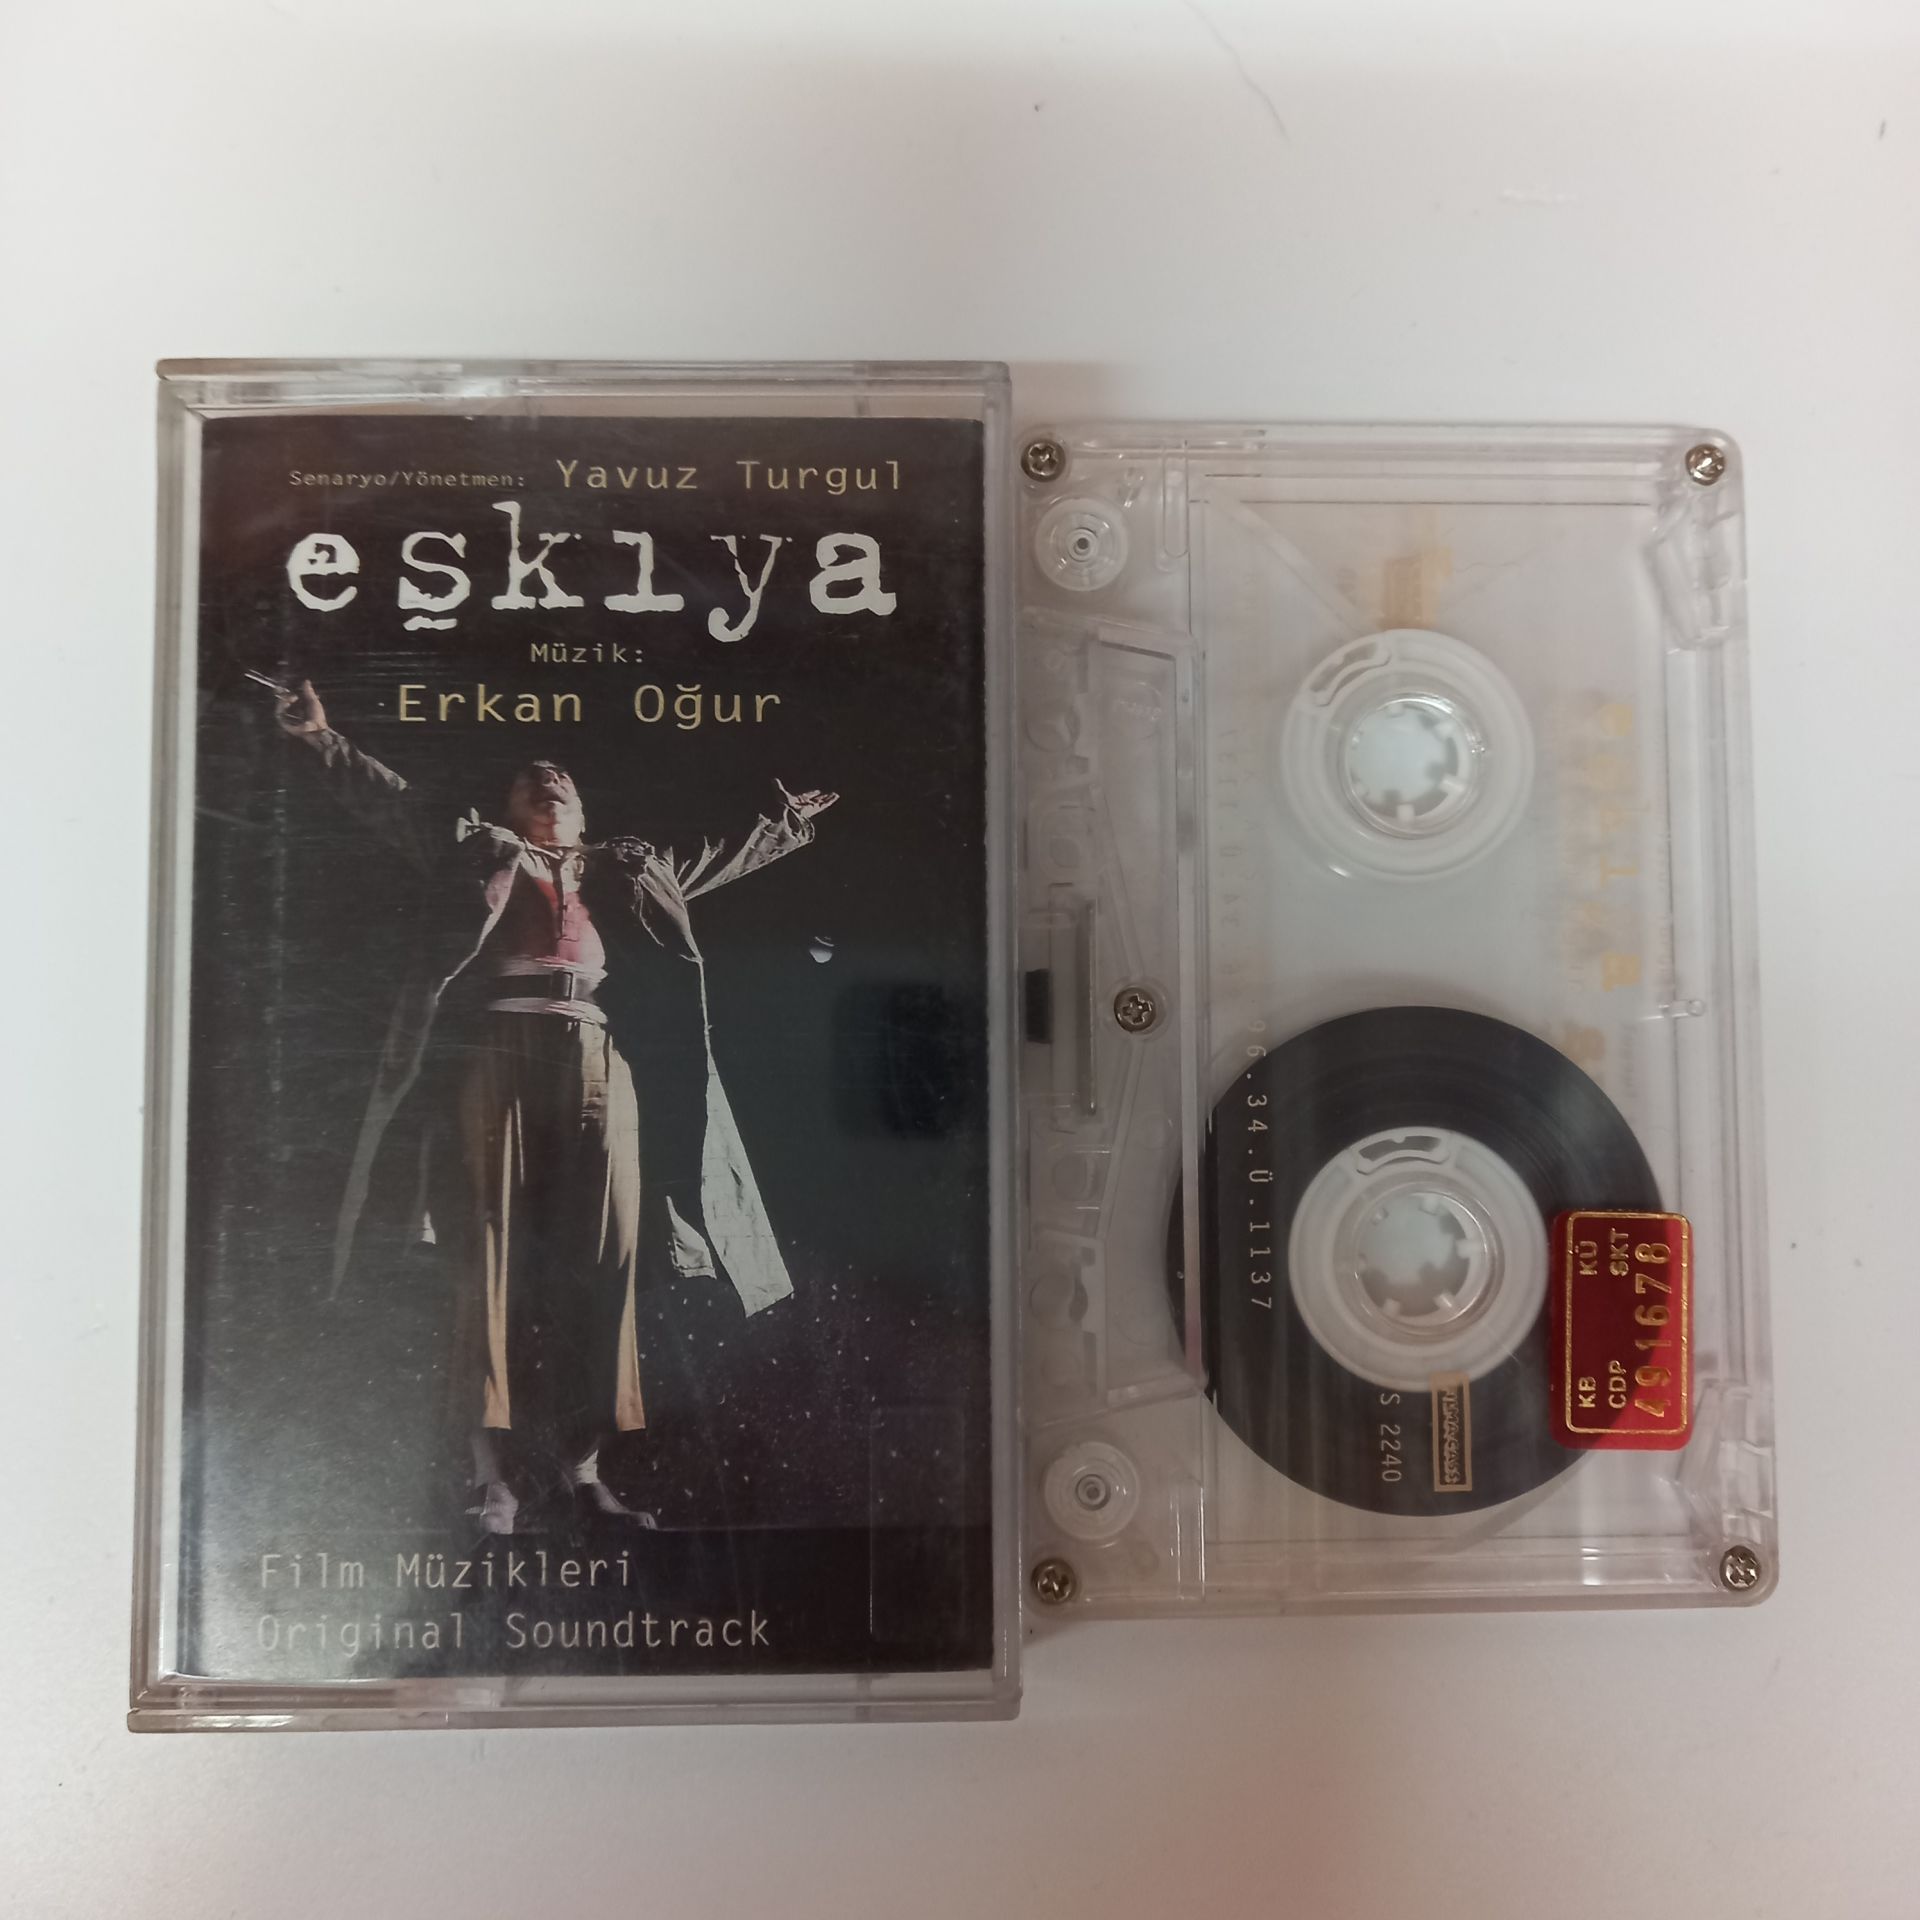 Senaryo/Yönetmen: Yavuz Turgul
eşkıya
Müzik:
Erkan Oğur
Film Müzikleri
Original Soundtrack
96.34.Ü.1137
S 2240
KB KÜ
CDP SKT
491678